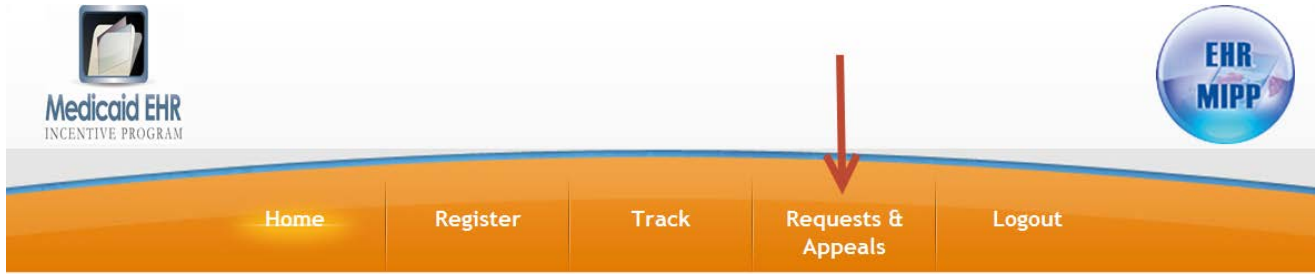 Medicaid EHR
INCENTIVE PROGRAM
EHR
MIPP
Home
Register
Track
Requests &
Appeals
Logout